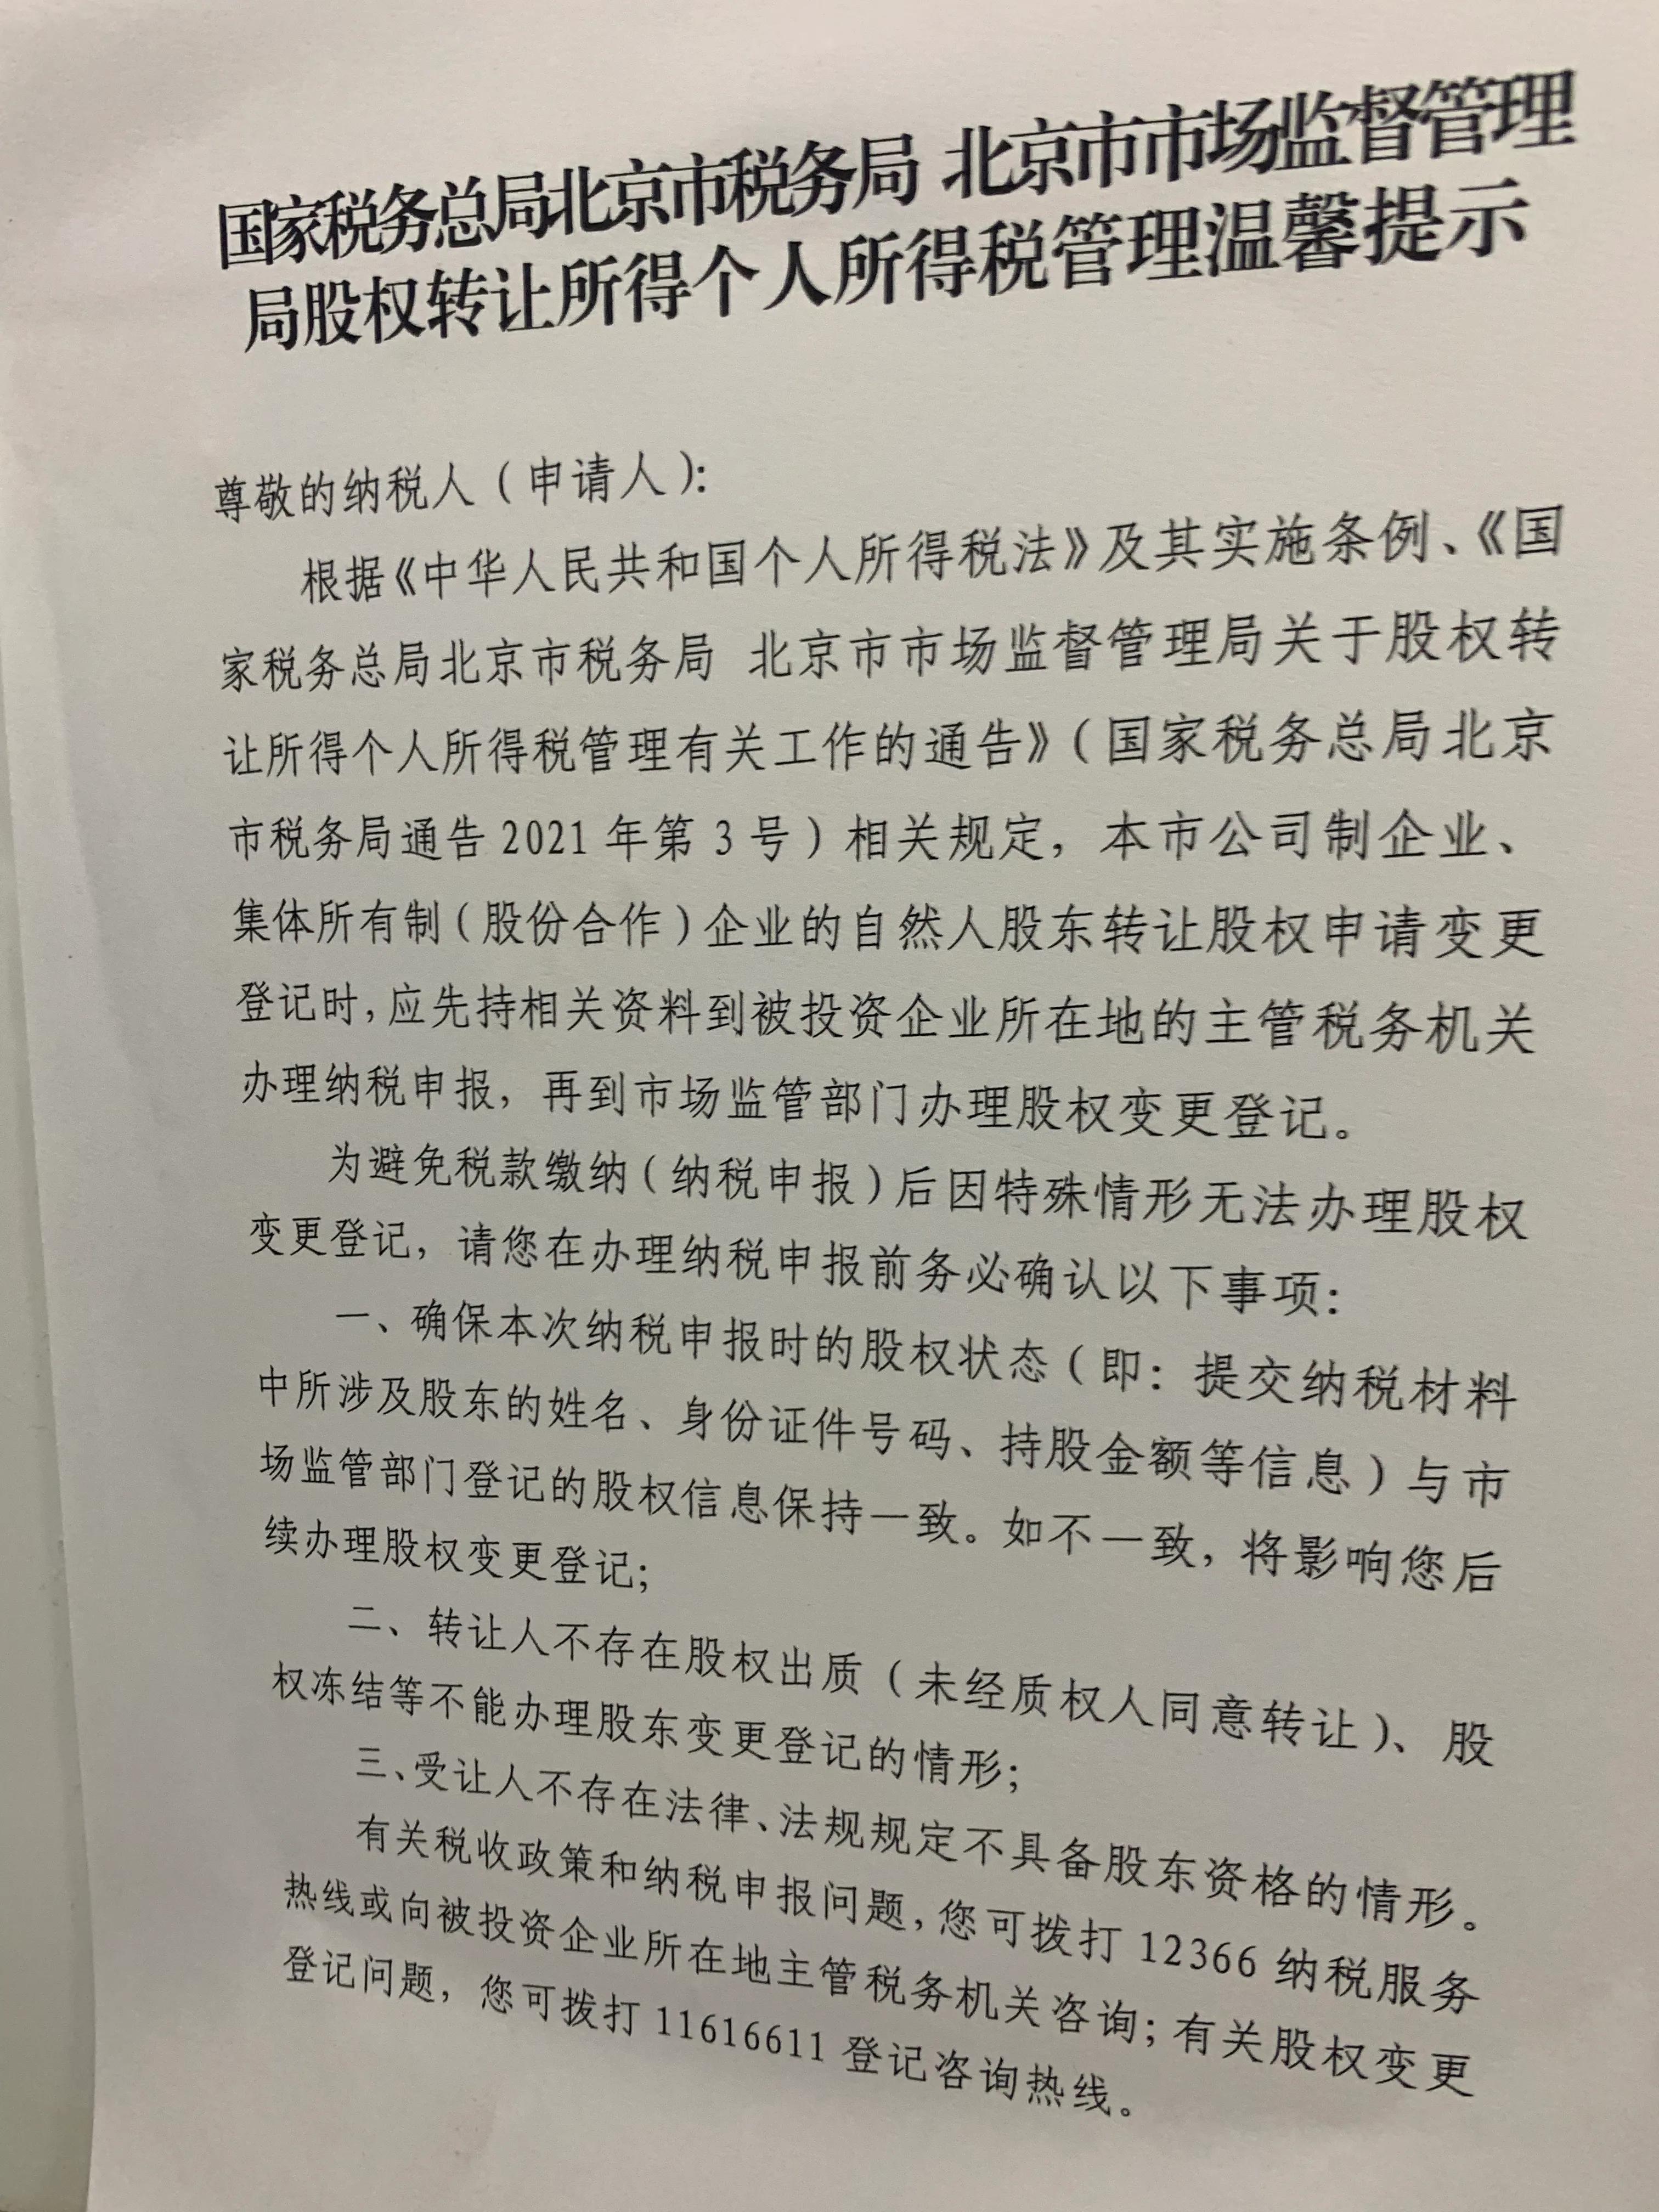 国家税务总局北京市税务局 北京市市场监督管理
局股权转让所得个人所得税管理温馨提示
尊敬的纳税人（申请人）：
根据《中华人民共和国个人所得税法》及其实施条例、《国
家税务总局北京市税务局 北京市市场监督管理局关于股权转
让所得个人所得税管理有关工作的通告》（国家税务总局北京
市税务局通告2021年第3号）相关规定，本市公司制企业、
集体所有制（股份合作）企业的自然人股东转让股权申请变更
登记时，应先持相关资料到被投资企业所在地的主管税务机关
办理纳税申报，再到市场监管部门办理股权变更登记。
为避免税款缴纳（纳税申报）后因特殊情形无法办理股权
变更登记，请您在办理纳税申报前务必确认以下事项：
一、确保本次纳税申报时的股权状态（即：提交纳税材料
中所涉及股东的姓名、身份证件号码、持股金额等信息）与市
场监管部门登记的股权信息保持一致。如不一致，将影响您后
续办理股权变更登记；
二、转让人不存在股权出质（未经质权人同意转让）、股
权冻结等不能办理股东变更登记的情形；
三、受让人不存在法律、法规规定不具备股东资格的情形。
有关税收政策和纳税申报问题，您可拨打12366纳税服务
热线或向被投资企业所在地主管税务机关咨询；有关股权变更
登记问题，您可拨打11616611登记咨询热线。